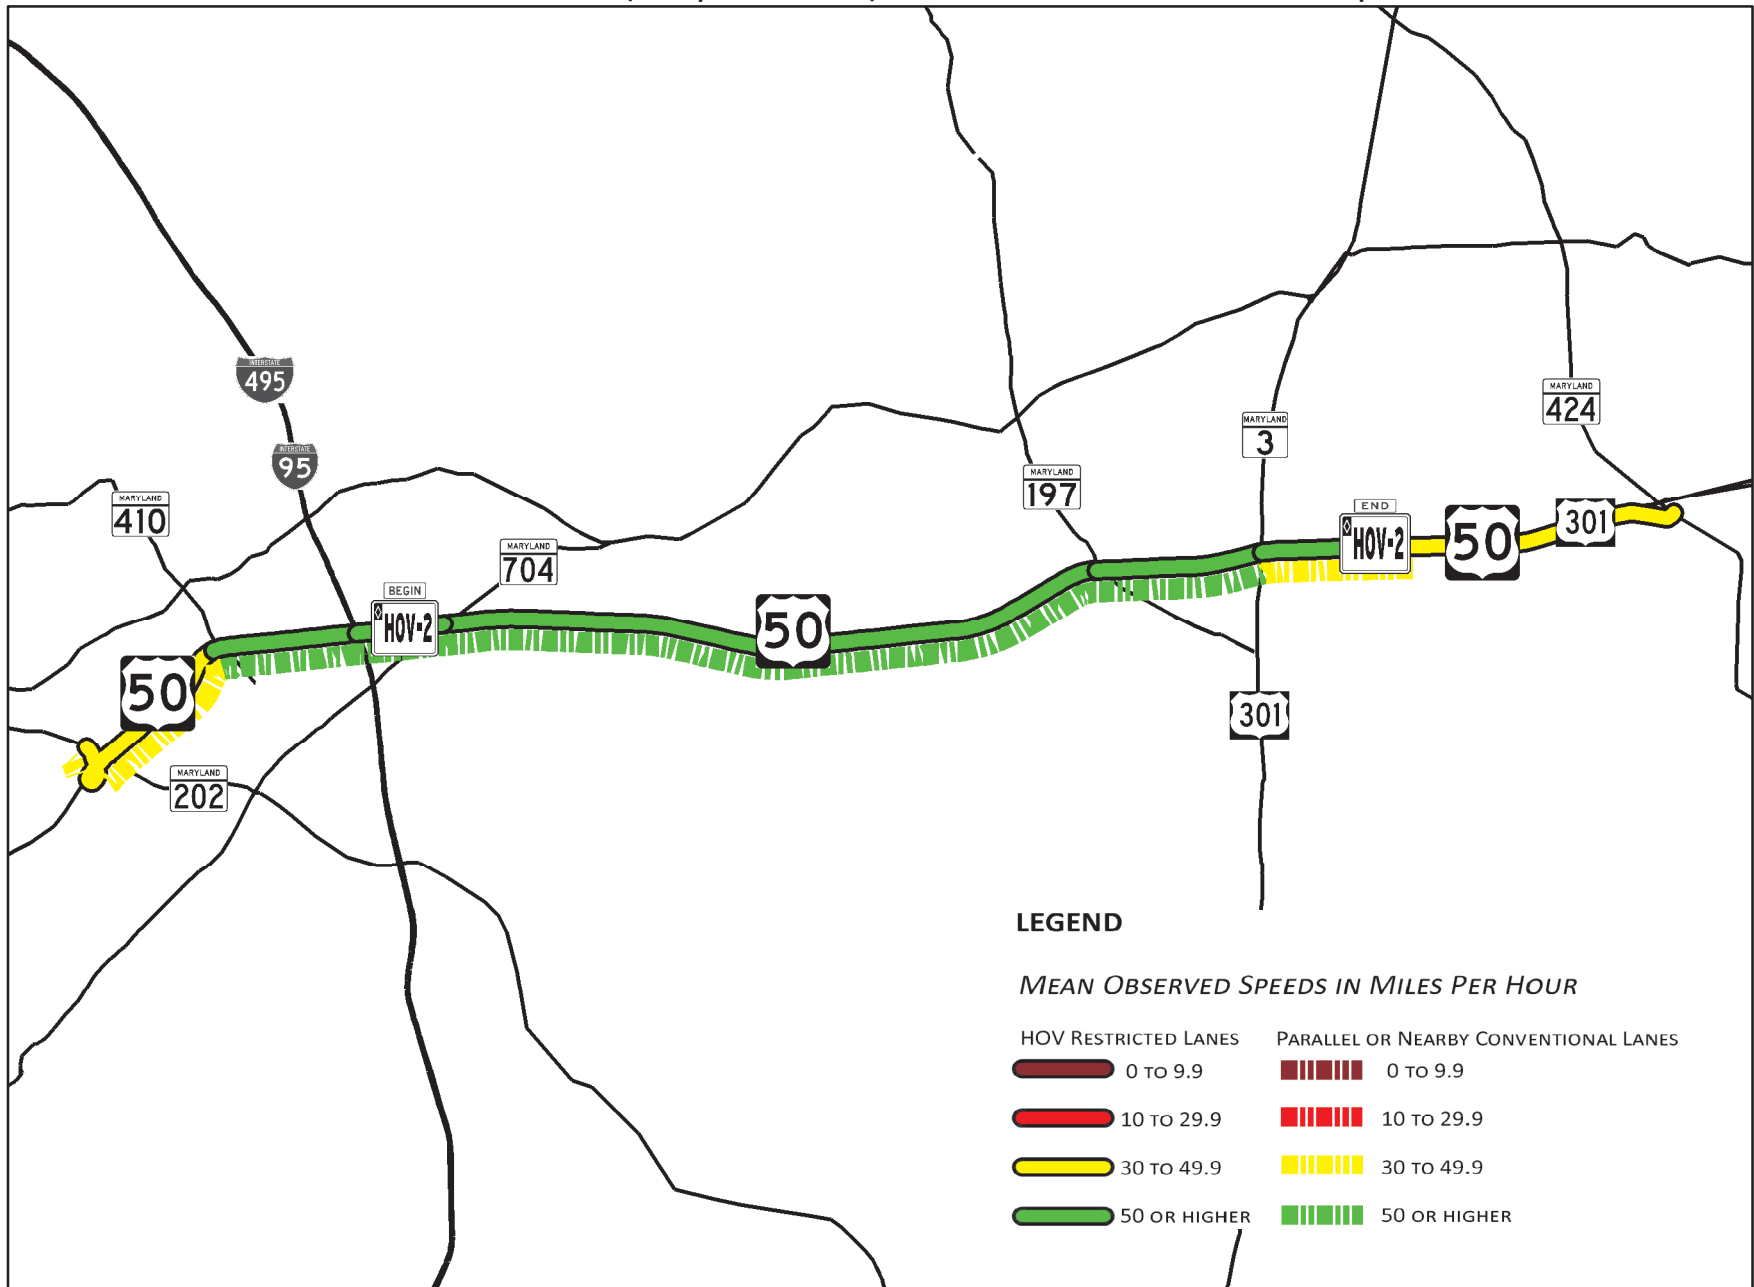 INTERSTATE
495
INTERSTATE
95
MARYLAND
410
MARYLAND
704
BEGIN
HOV-2
50
MARYLAND
202
50
MARYLAND
197
MARYLAND
3
MARYLAND
424
END
HOV-2
50
301
301
LEGEND
MEAN OBSERVED SPEEDS IN MILES PER HOUR
HOV RESTRICTED LANES
0 TO 9.9
10 TO 29.9
30 TO 49.9
50 OR HIGHER
PARALLEL OR NEARBY CONVENTIONAL LANES
0 TO 9.9
10 TO 29.9
30 TO 49.9
50 OR HIGHER